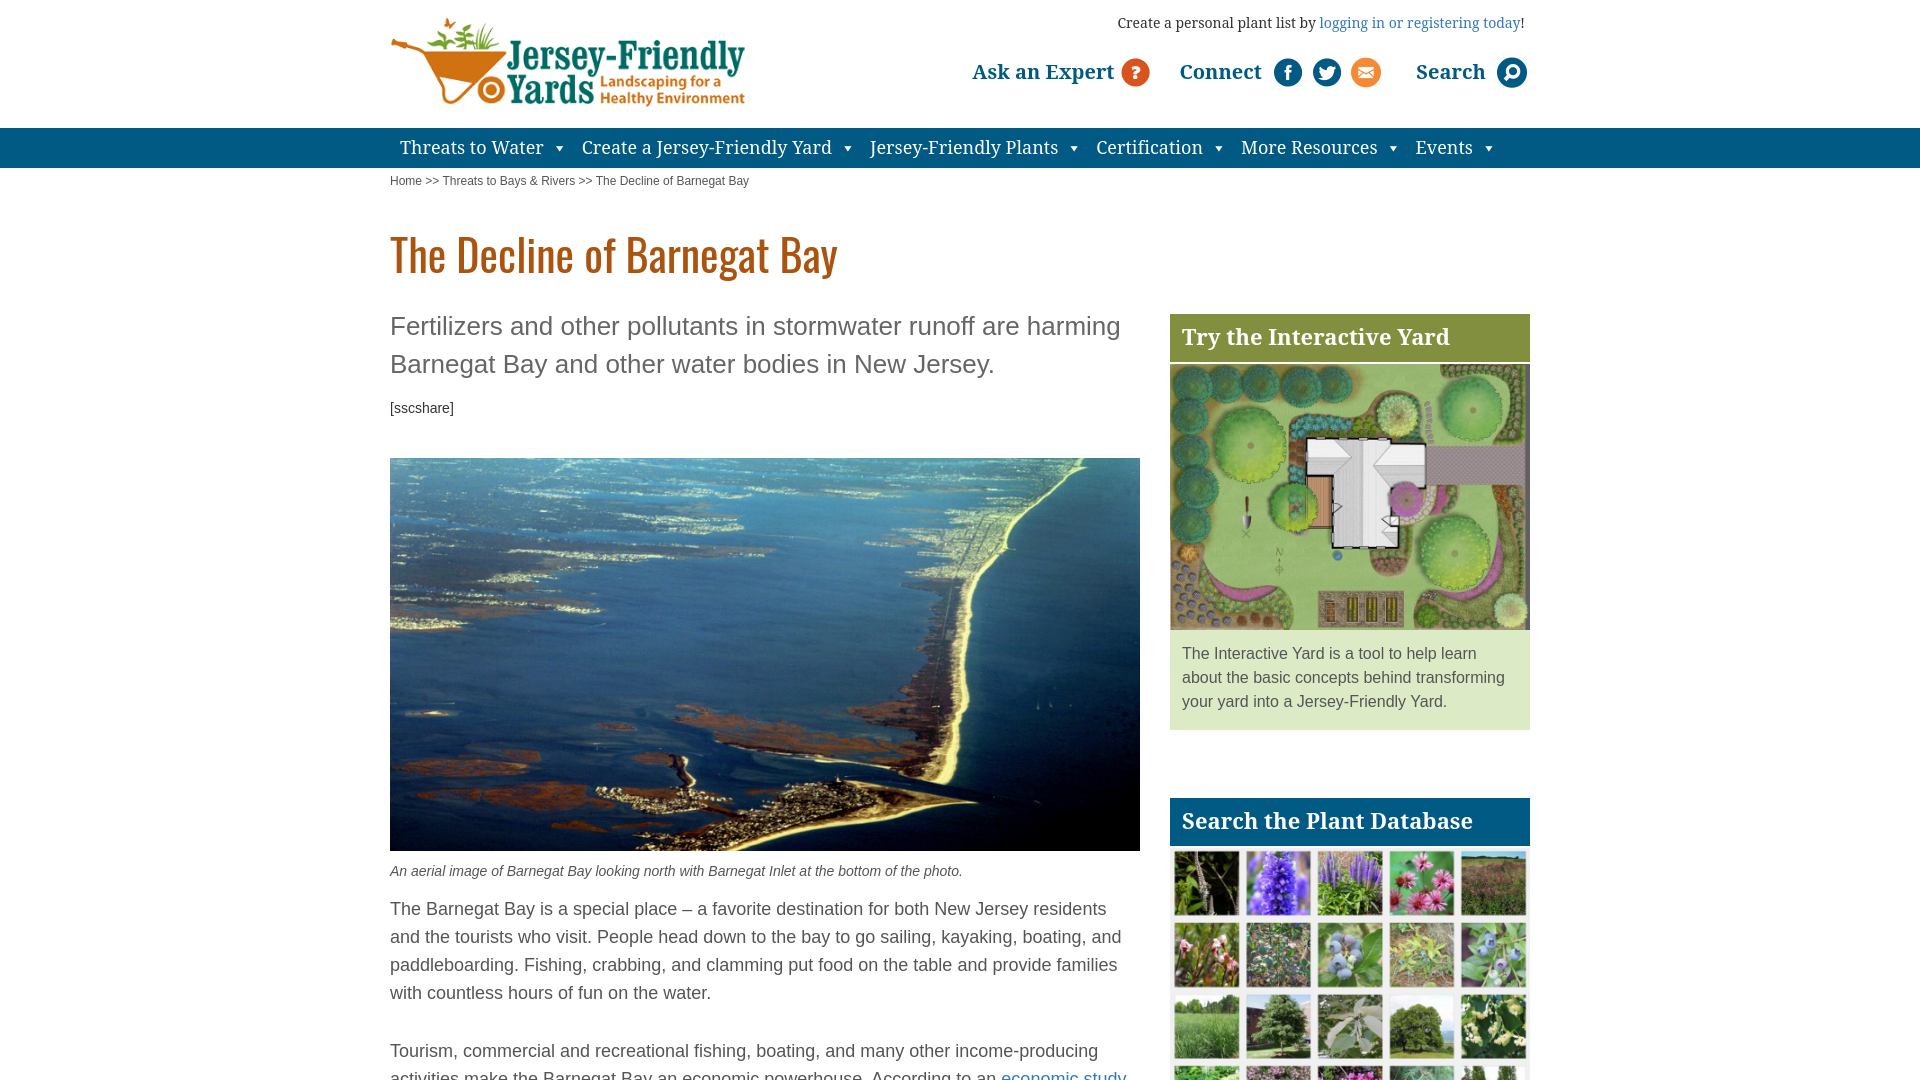 Jersey-Friendly
Yards Landscaping for a
Healthy Environment
Create a personal plant list by logging in or registering today!
Ask an Expert ?
Connect
Search
Threats to Water
Create a Jersey-Friendly Yard
Jersey-Friendly Plants
Certification
More Resources
Events
Home >> Threats to Bays & Rivers >> The Decline of Barnegat Bay
The Decline of Barnegat Bay
Fertilizers and other pollutants in stormwater runoff are harming
Barnegat Bay and other water bodies in New Jersey.
[sscshare]
An aerial image of Barnegat Bay looking north with Barnegat Inlet at the bottom of the photo.
The Barnegat Bay is a special place – a favorite destination for both New Jersey residents
and the tourists who visit. People head down to the bay to go sailing, kayaking, boating, and
paddleboarding. Fishing, crabbing, and clamming put food on the table and provide families
with countless hours of fun on the water.
Tourism, commercial and recreational fishing, boating, and many other income-producing
activities make the Barnegat Bay an economic powerhouse. According to an economic study
Try the Interactive Yard
N
The Interactive Yard is a tool to help learn
about the basic concepts behind transforming
your yard into a Jersey-Friendly Yard.
Search the Plant Database